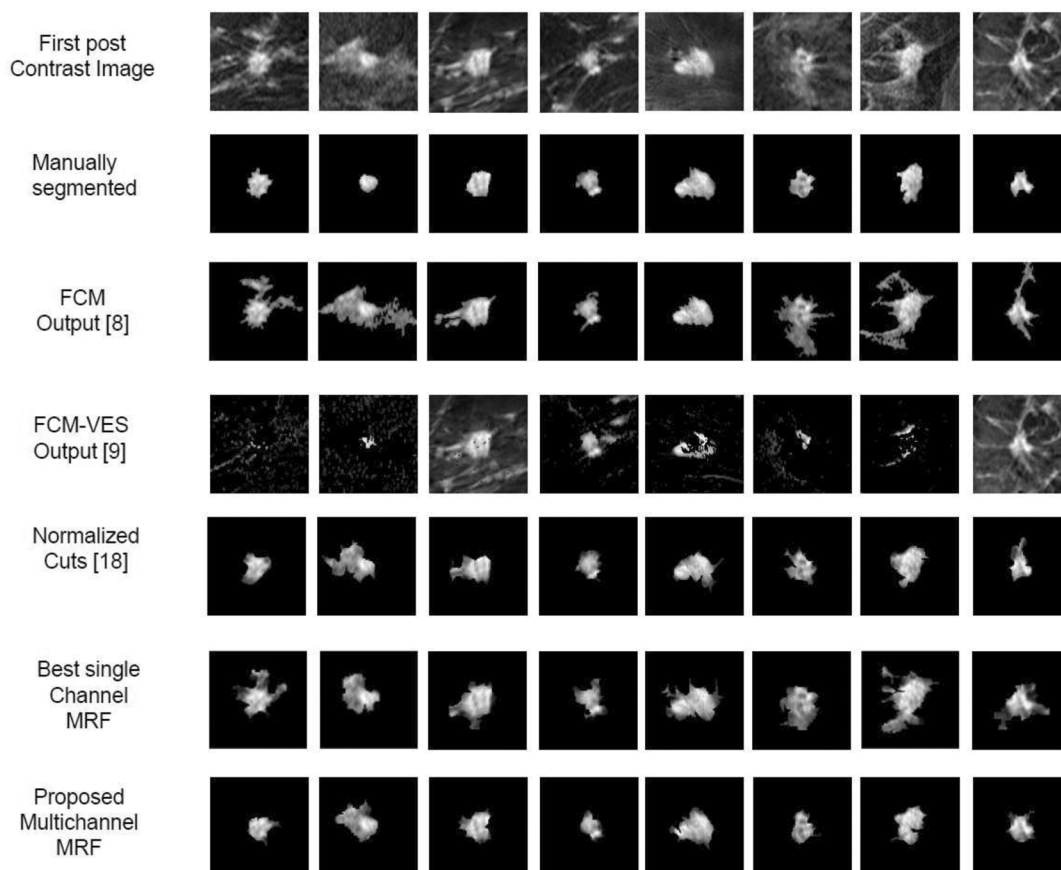 First post
Contrast Image
Manually
segmented
FCM
Output [8]
FCM-VES
Output [9]
Normalized
Cuts [18]
Best single
Channel
MRF
Proposed
Multichannel
MRF